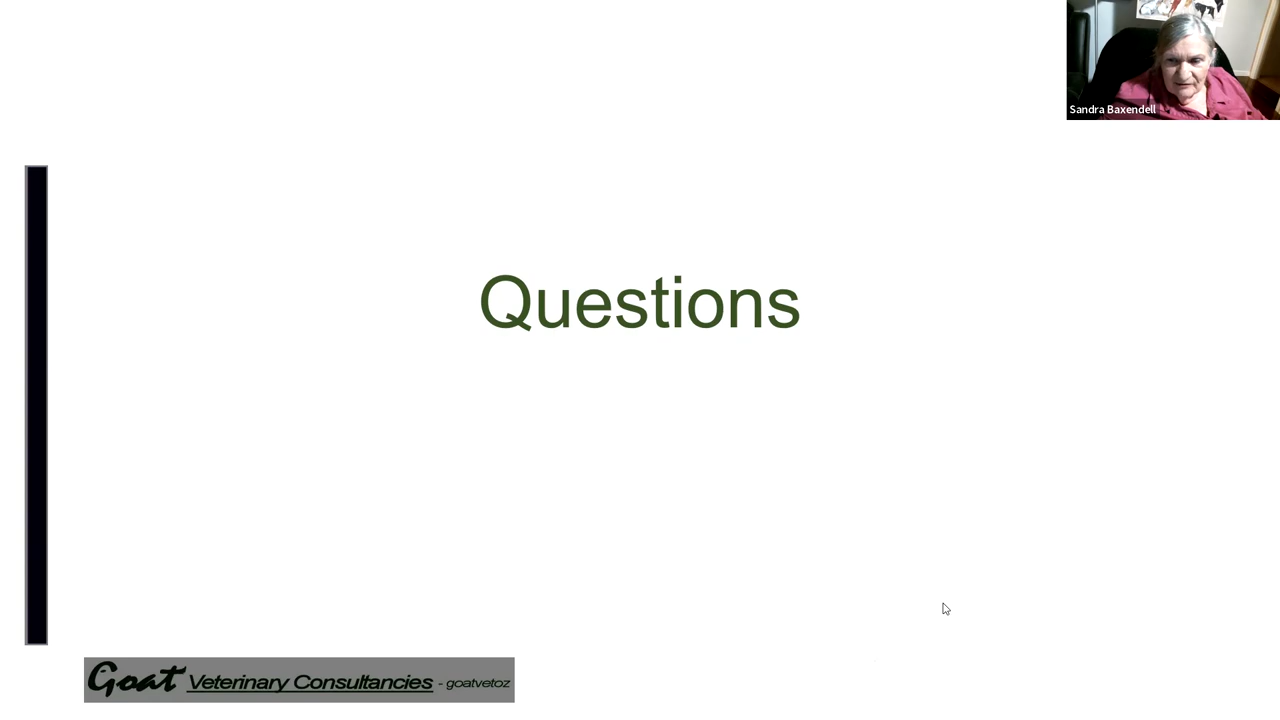 Sandra Baxendell
Questions
Goat Veterinary Consultancies - goatvetoz